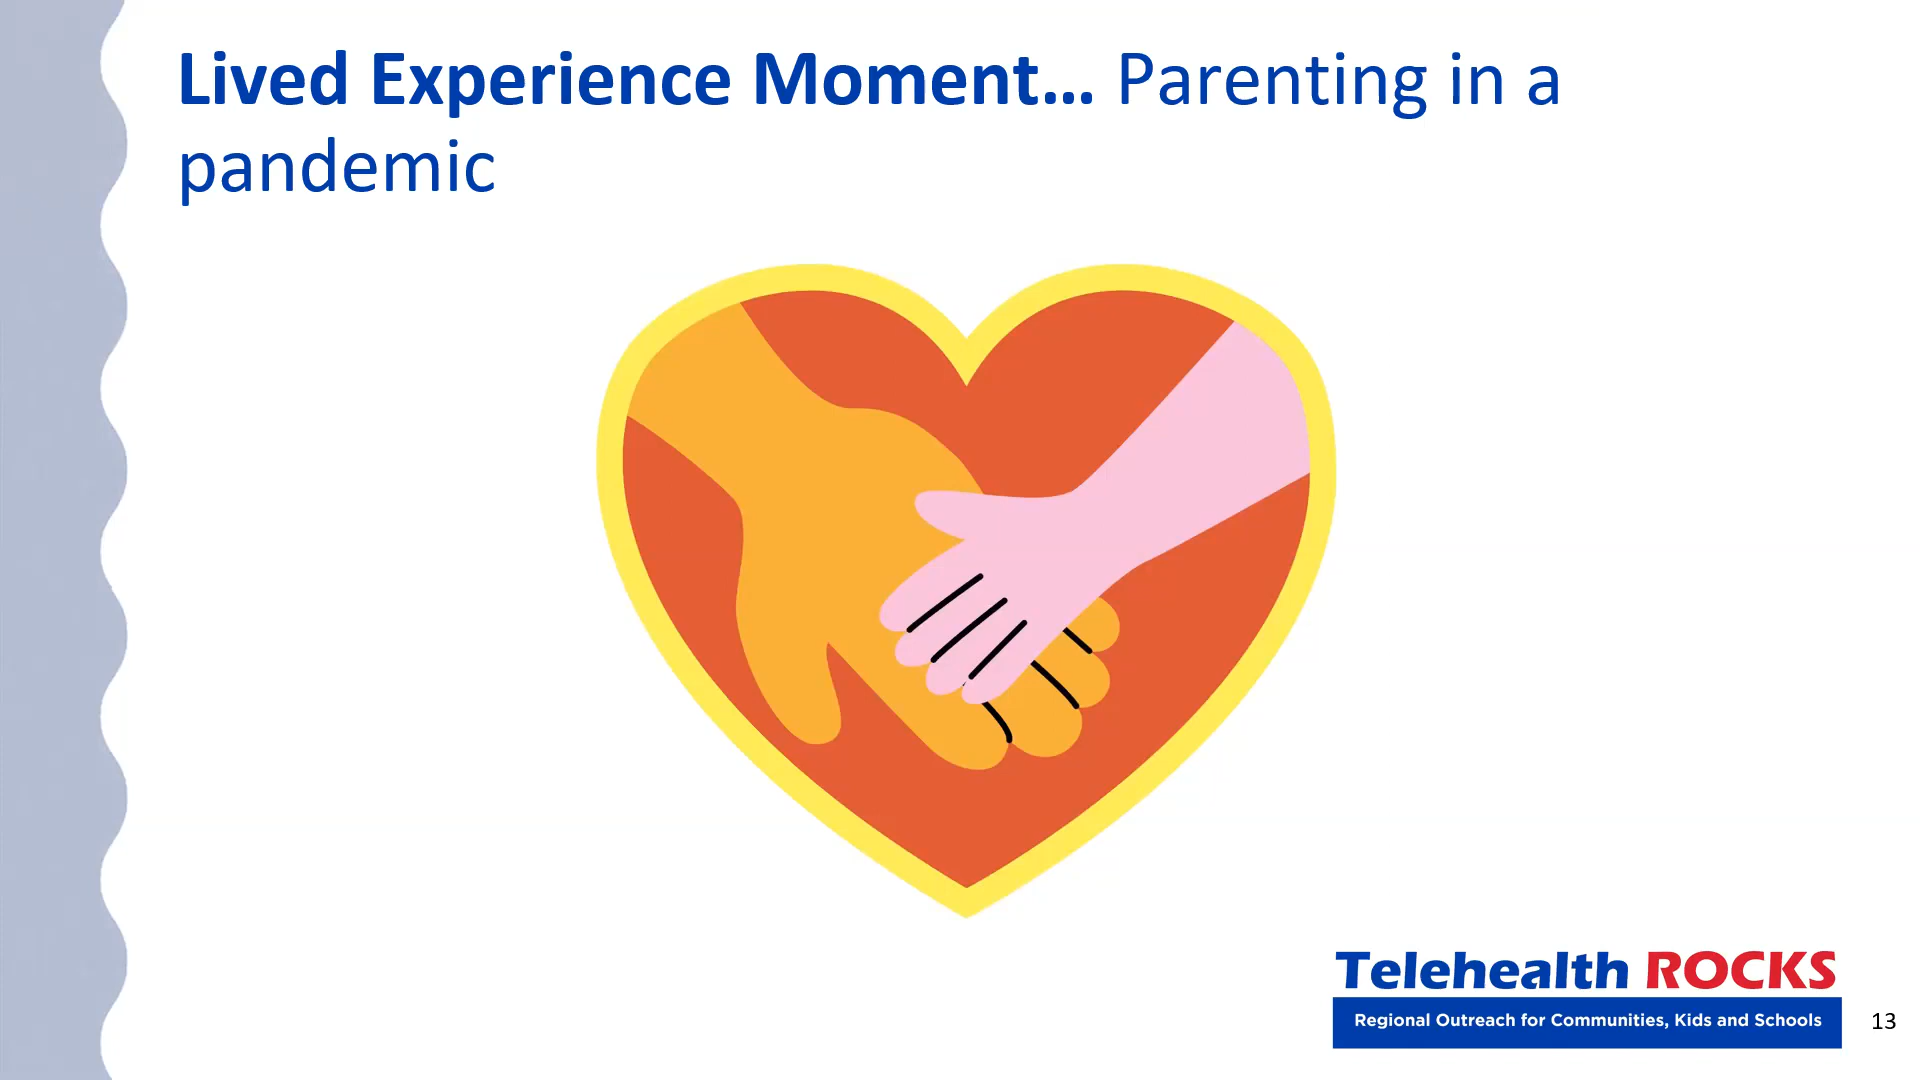 Lived Experience Moment... Parenting in a
pandemic
Telehealth ROCKS
Regional Outreach for Communities, Kids and Schools
13